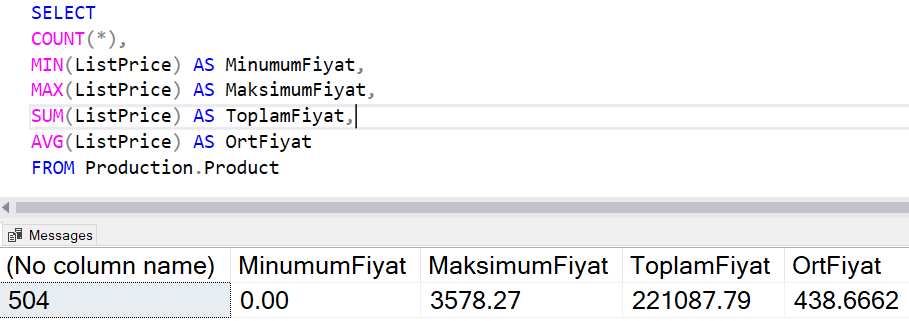 SELECT
COUNT(*),
MIN(ListPrice) AS MinumumFiyat,
MAX(ListPrice) AS MaksimumFiyat,
SUM(ListPrice) AS ToplamFiyat,
AVG(ListPrice) AS OrtFiyat
FROM Production.Product
Messages
(No column name) MinumumFiyat MaksimumFiyat ToplamFiyat OrtFiyat
504 0.00 3578.27 221087.79 438.6662